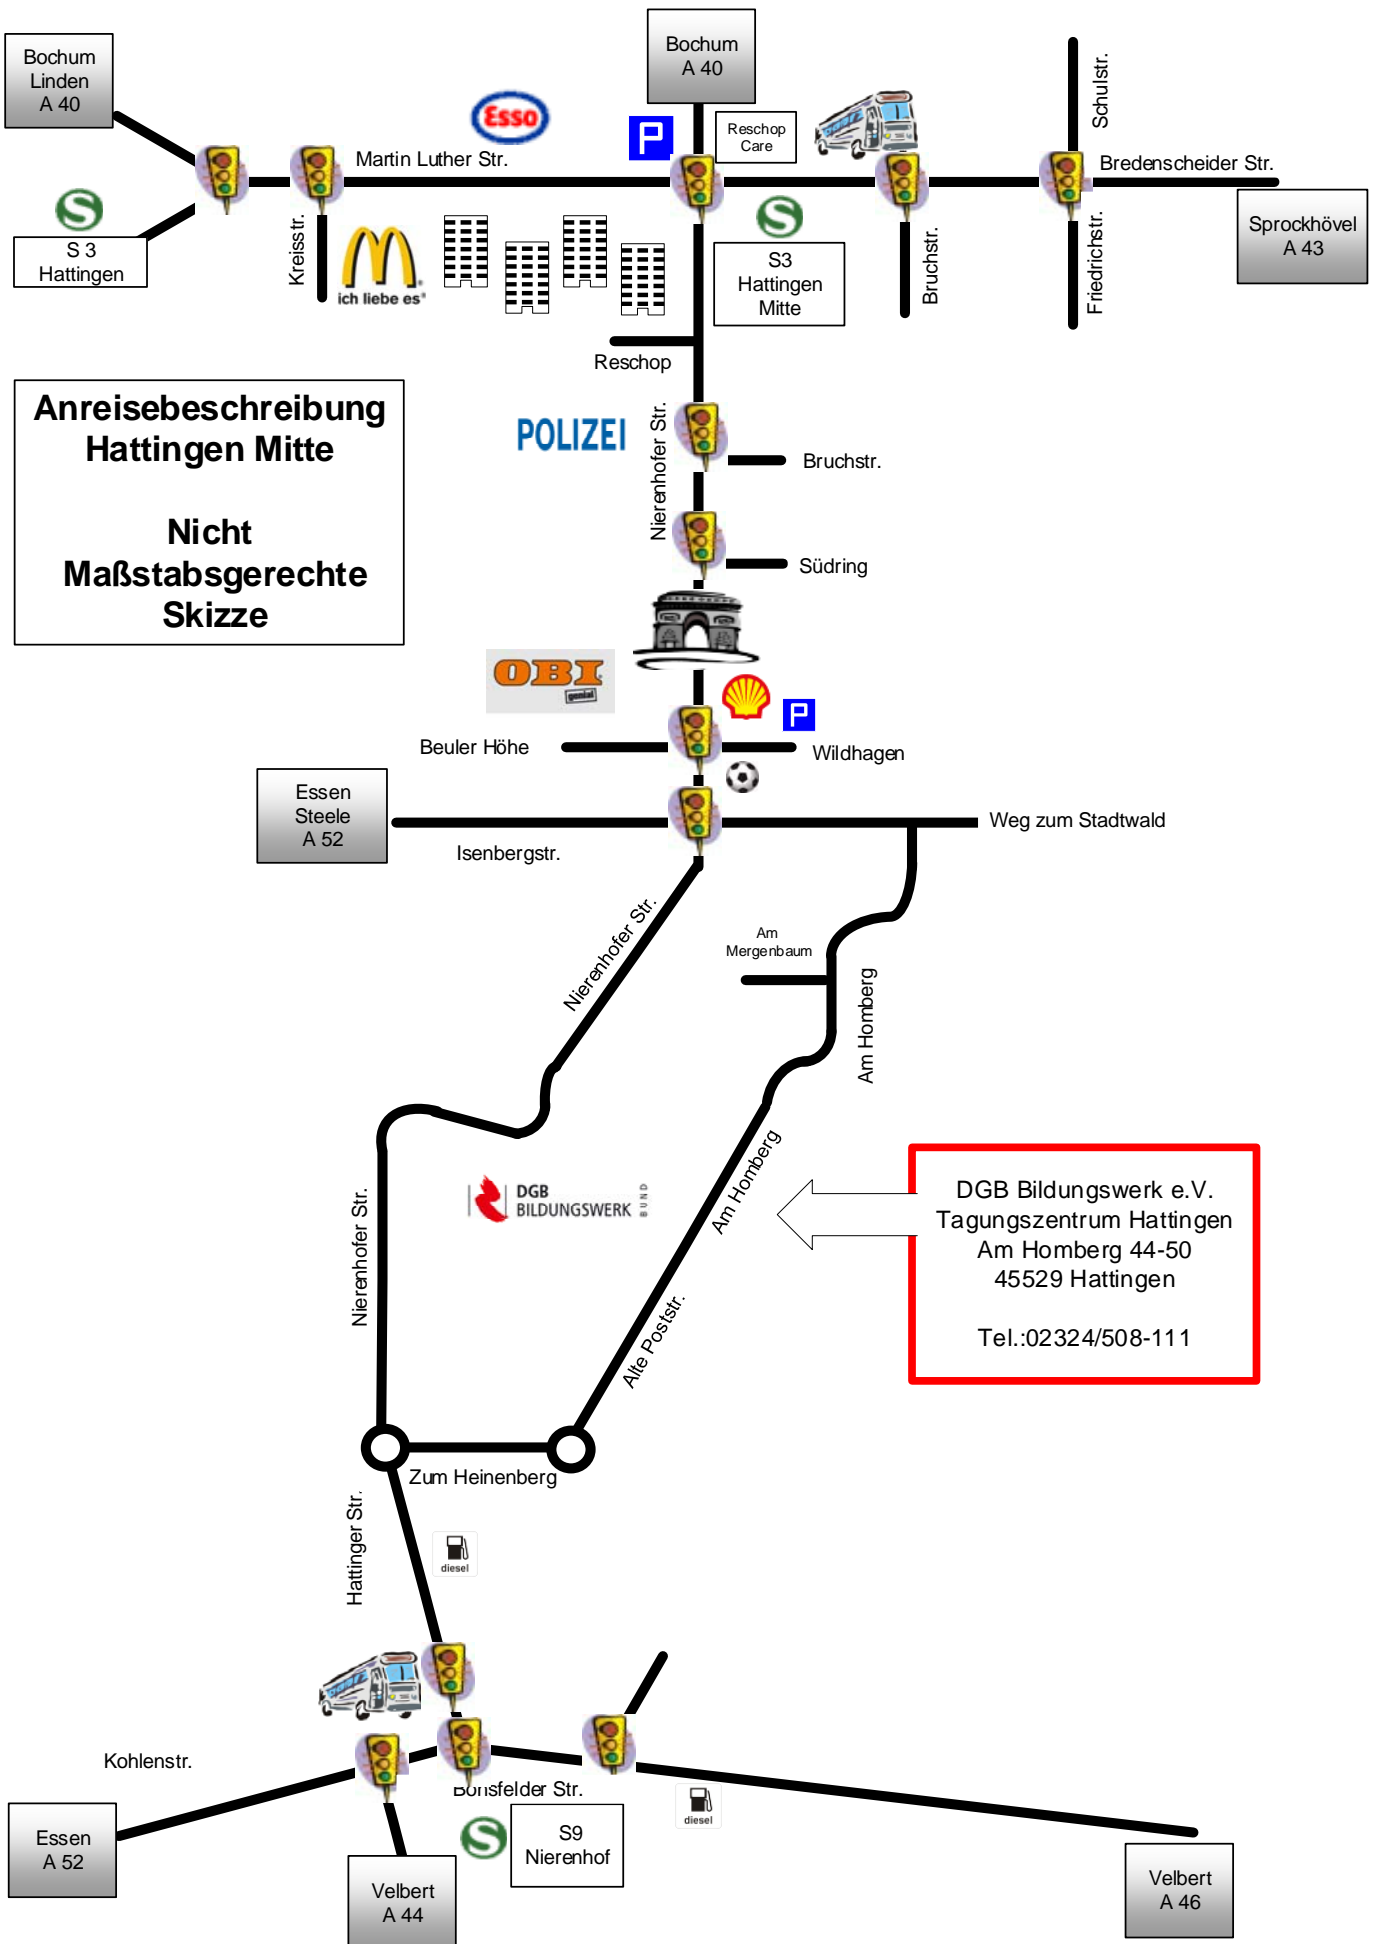 Bochum
Linden
A 40
Bochum
A 40
Esso
P
Reschop
Care
Schulstr.
Martin Luther Str.
Bredenscheider Str.
S
S 3
Hattingen
Kreisstr.
M
ich liebe es
S
S3
Hattingen
Mitte
Bruchstr.
Friedrichstr.
Sprockhövel
A 43
Reschop
Anreisebeschreibung
Hattingen Mitte
Nicht
Maßstabsgerechte
Skizze
POLIZEI
Nierenhofer Str.
Bruchstr.
Südring
OBI
genial
P
Beuler Höhe
Wildhagen
Essen
Steele
A 52
Isenbergstr.
Weg zum Stadtwald
Nierenhofer Str.
Am
Mergenbaum
Am Homberg
Nierenhofer Str.
DGB
BILDUNGSWERK
BUND
Am Homberg
Alte Poststr.
DGB Bildungswerk e.V.
Tagungszentrum Hattingen
Am Homberg 44-50
45529 Hattingen
Tel.:02324/508-111
Zum Heinenberg
Hattinger Str.
diesel
Kohlenstr.
Bonsfelder Str.
diesel
Essen
A 52
Velbert
A 44
S
S9
Nierenhof
Velbert
A 46